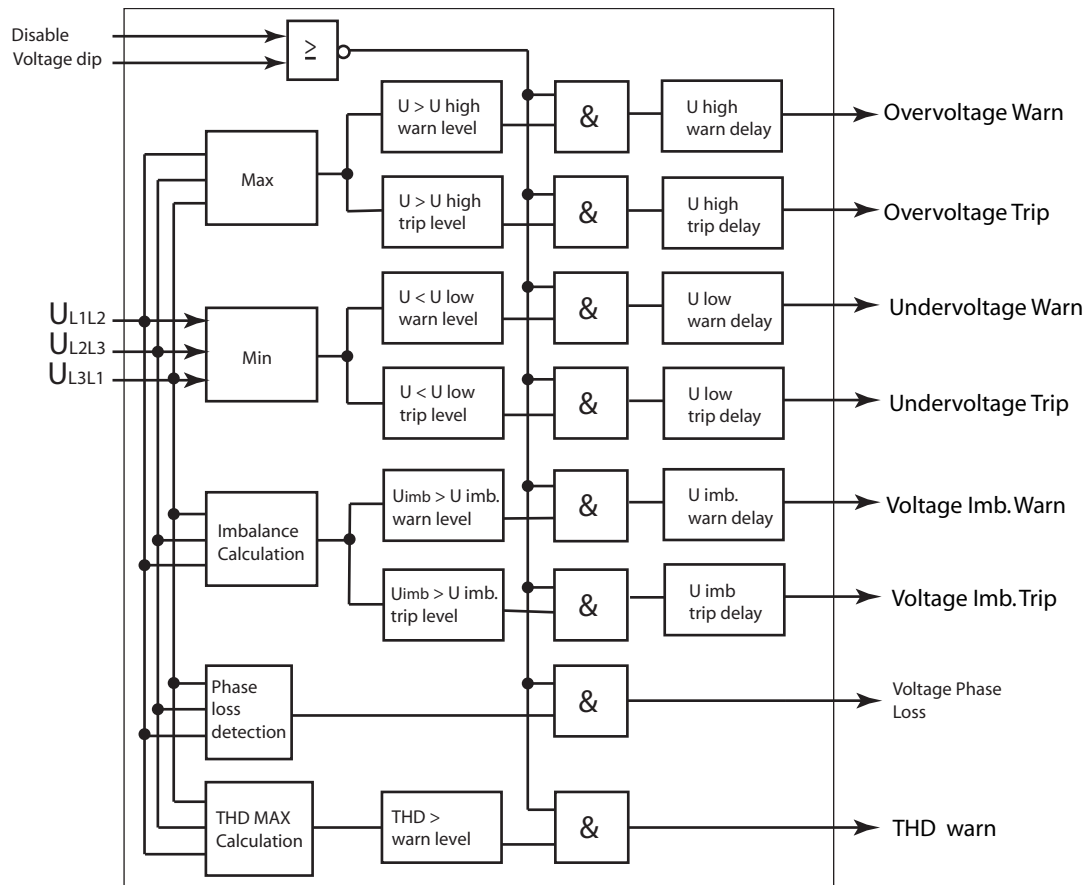 Disable
Voltage dip
≥
U > U high
warn level
&
U high
warn delay
Overvoltage Warn
Max
U > U high
trip level
&
U high
trip delay
Overvoltage Trip
UL1L2
UL2L3
UL3L1
Min
U < U low
warn level
&
U low
warn delay
Undervoltage Warn
U < U low
trip level
&
U low
trip delay
Undervoltage Trip
Imbalance
Calculation
Uimb > U imb.
warn level
&
U imb.
warn delay
Voltage Imb. Warn
Uimb > U imb.
trip level
&
U imb
trip delay
Voltage Imb. Trip
Phase
loss
detection
&
Voltage Phase
Loss
THD MAX
Calculation
THD >
warn level
&
THD warn